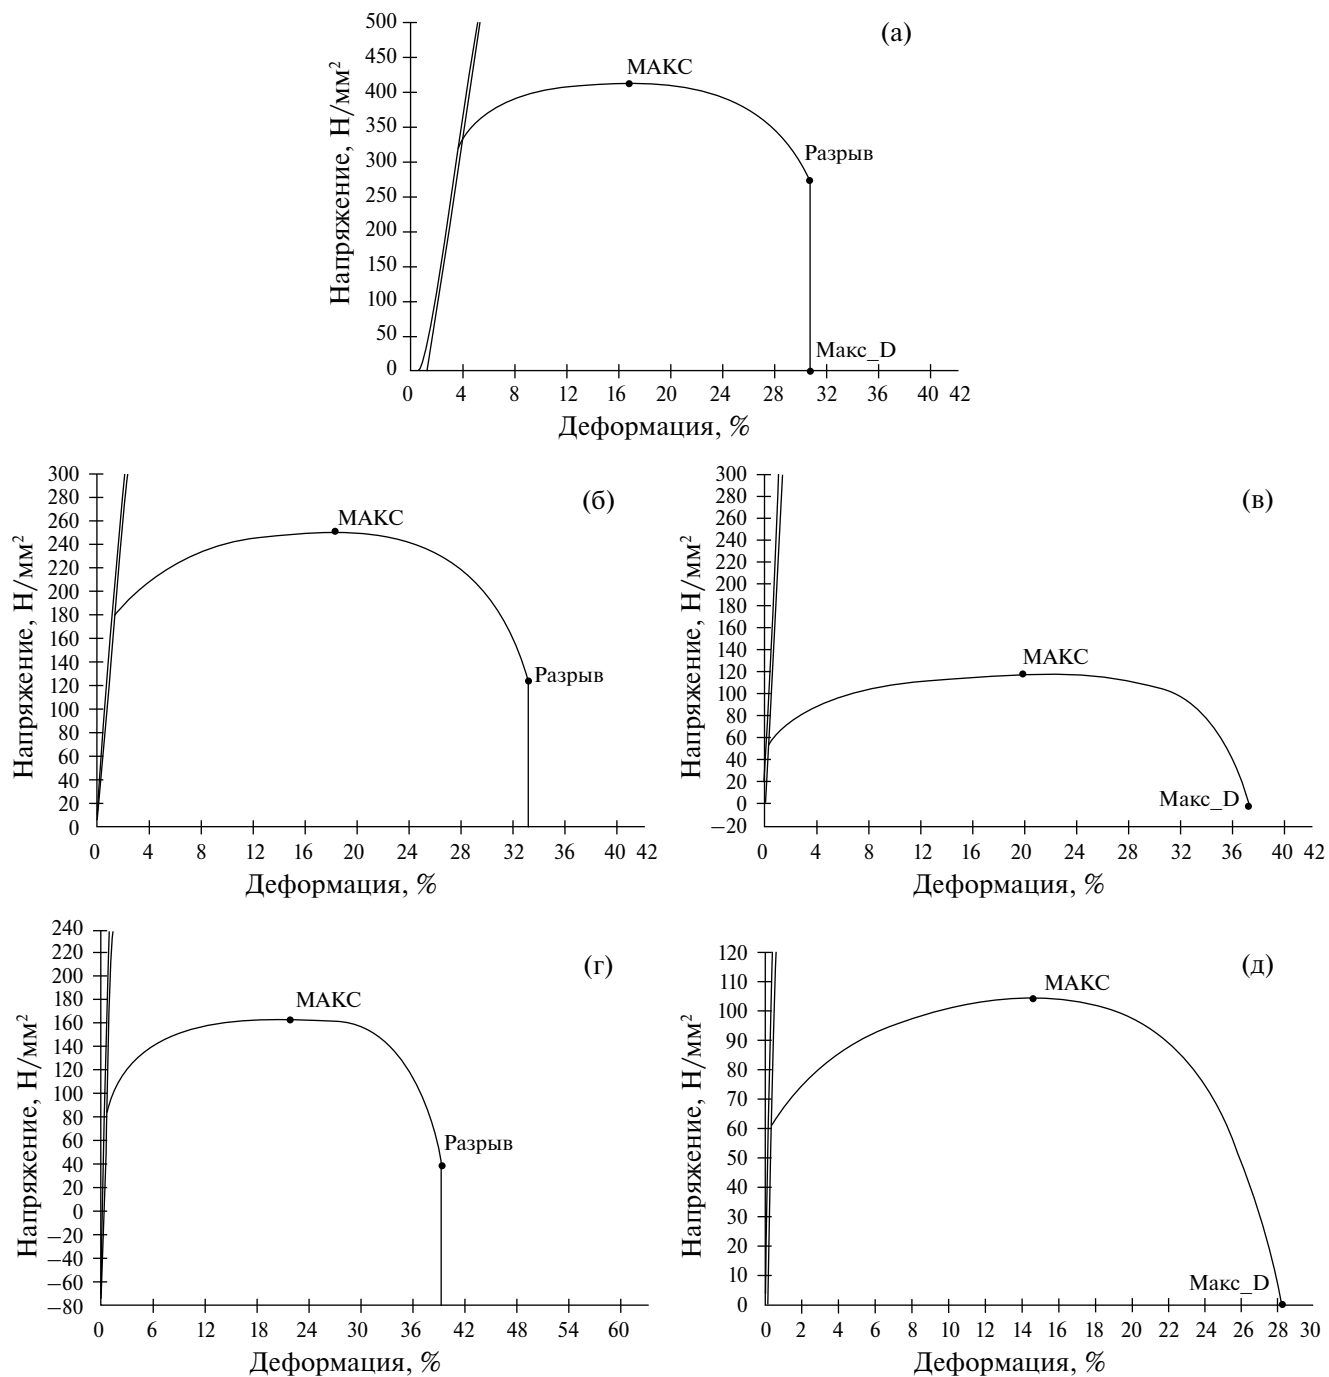 (а)
500
450
400
350
300
250
200
150
100
50
0
Напряжение, Н/мм²
МАКС
Разрыв
Макс_D
0 4 8 12 16 20 24 28 32 36 40 42
Деформация, %
(б)
300
280
260
240
220
200
180
160
140
120
100
80
60
40
20
0
Напряжение, Н/мм²
МАКС
Разрыв
0 4 8 12 16 20 24 28 32 36 40 42
Деформация, %
(в)
300
280
260
240
220
200
180
160
140
120
100
80
60
40
20
0
−20
Напряжение, Н/мм²
МАКС
Макс_D
0 4 8 12 16 20 24 28 32 36 40 42
Деформация, %
(г)
240
220
200
180
160
140
120
100
80
60
40
20
0
−20
−40
−60
−80
Напряжение, Н/мм²
МАКС
Разрыв
0 6 12 18 24 30 36 42 48 54 60
Деформация, %
(д)
120
110
100
90
80
70
60
50
40
30
20
10
0
Напряжение, Н/мм²
МАКС
Макс_D
0 2 4 6 8 10 12 14 16 18 20 22 24 26 28 30
Деформация, %